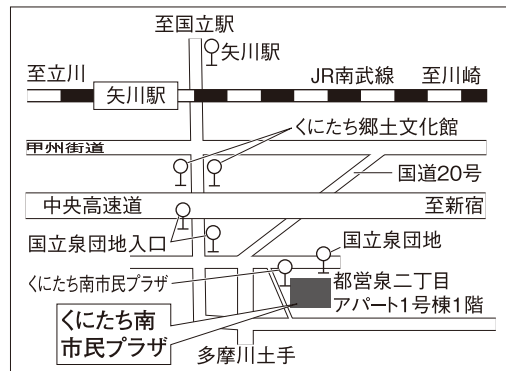 至国立駅
矢川駅
至立川
JR南武線
至川崎
矢川駅
くにたち郷土文化館
甲州街道
国道20号
中央高速道
至新宿
国立泉団地入口
国立泉団地
くにたち南市民プラザ
都営泉二丁目
アパート1号棟1階
くにたち南
市民プラザ
多摩川土手